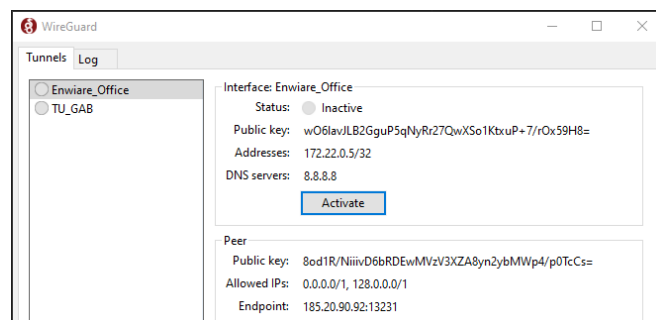 WireGuard
Tunnels Log
Enwiare_Office
TU_GAB
Interface: Enwiare_Office
Status: Inactive
Public key: wO6lavJLB2GguP5qNyRr27QwXSo1KtxuP+7/rOx59H8=
Addresses: 172.22.0.5/32
DNS servers: 8.8.8.8
Activate
Peer
Public key: 8od1R/NiiivD6bRDEwMVzV3XZA8yn2ybMWp4/p0TcCs=
Allowed IPs: 0.0.0.0/1, 128.0.0.0/1
Endpoint: 185.20.90.92:13231